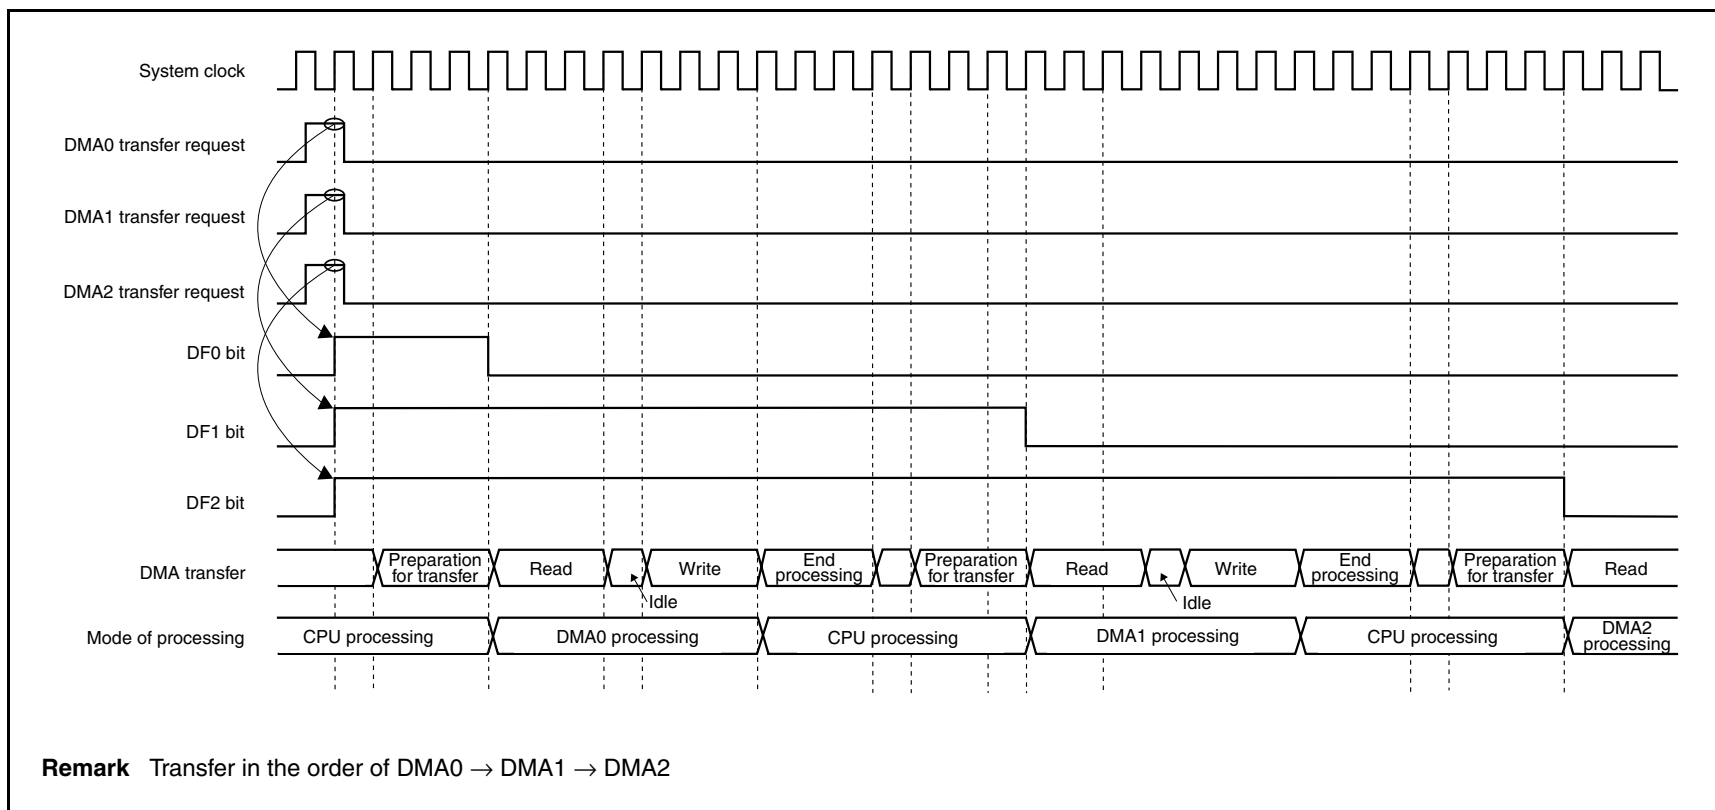 System clock
DMA0 transfer request
DMA1 transfer request
DMA2 transfer request
DF0 bit
DF1 bit
DF2 bit
DMA transfer
Preparation
for transfer
Read
Write
End
processing
Preparation
for transfer
Read
Write
End
processing
Preparation
for transfer
Read
Idle
Idle
Mode of processing
CPU processing
DMA0 processing
CPU processing
DMA1 processing
CPU processing
DMA2
processing
Remark Transfer in the order of DMA0 → DMA1 → DMA2